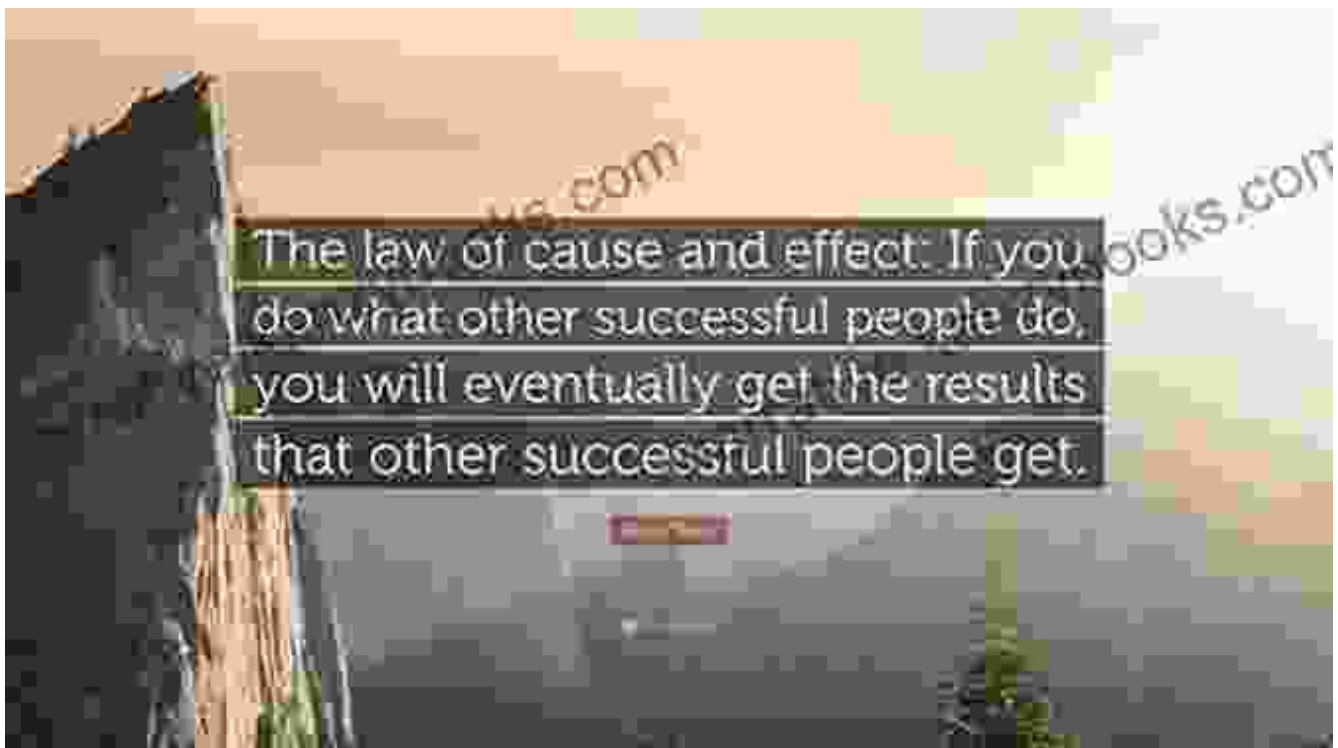 The law of cause and effect: If you
do what other successful people do,
you will eventually get the results
that other successful people get.